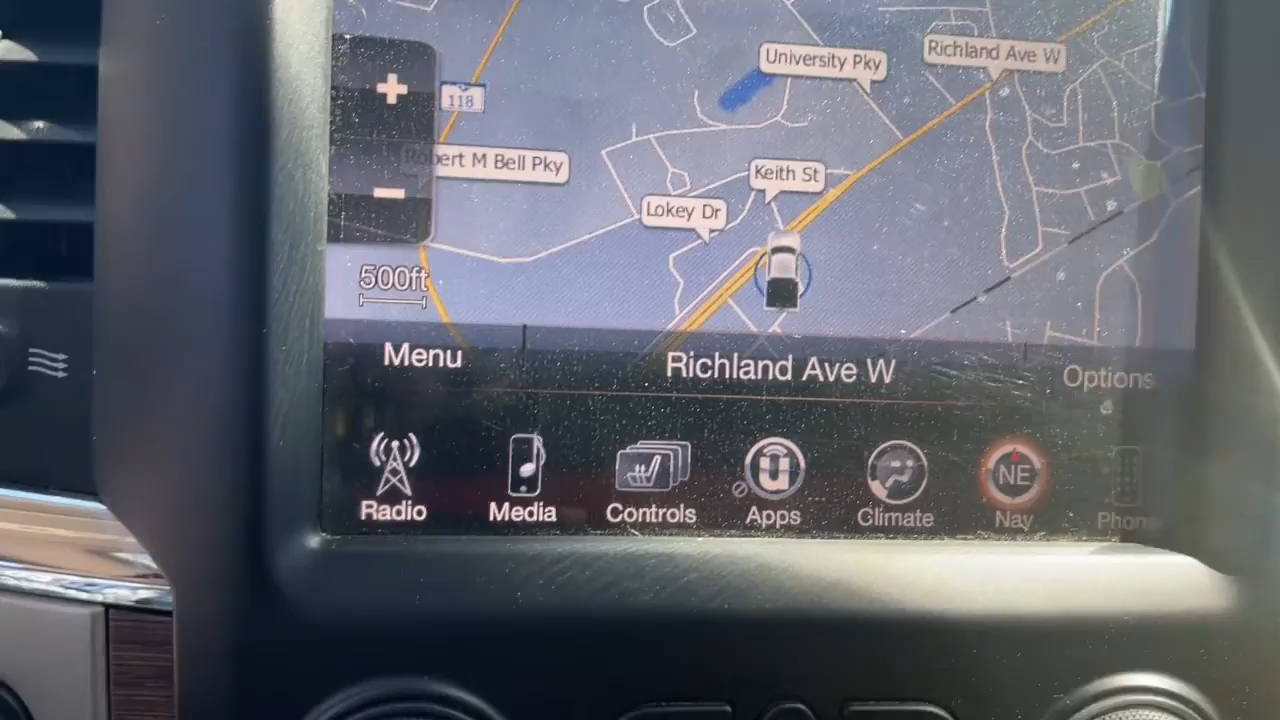 University Pky
Richland Ave W
118
Robert M Bell Pky
Keith St
Lokey Dr
500ft
Menu
Richland Ave W
Options
Radio
Media
Controls
Apps
Climate
NE
Nav
Phon